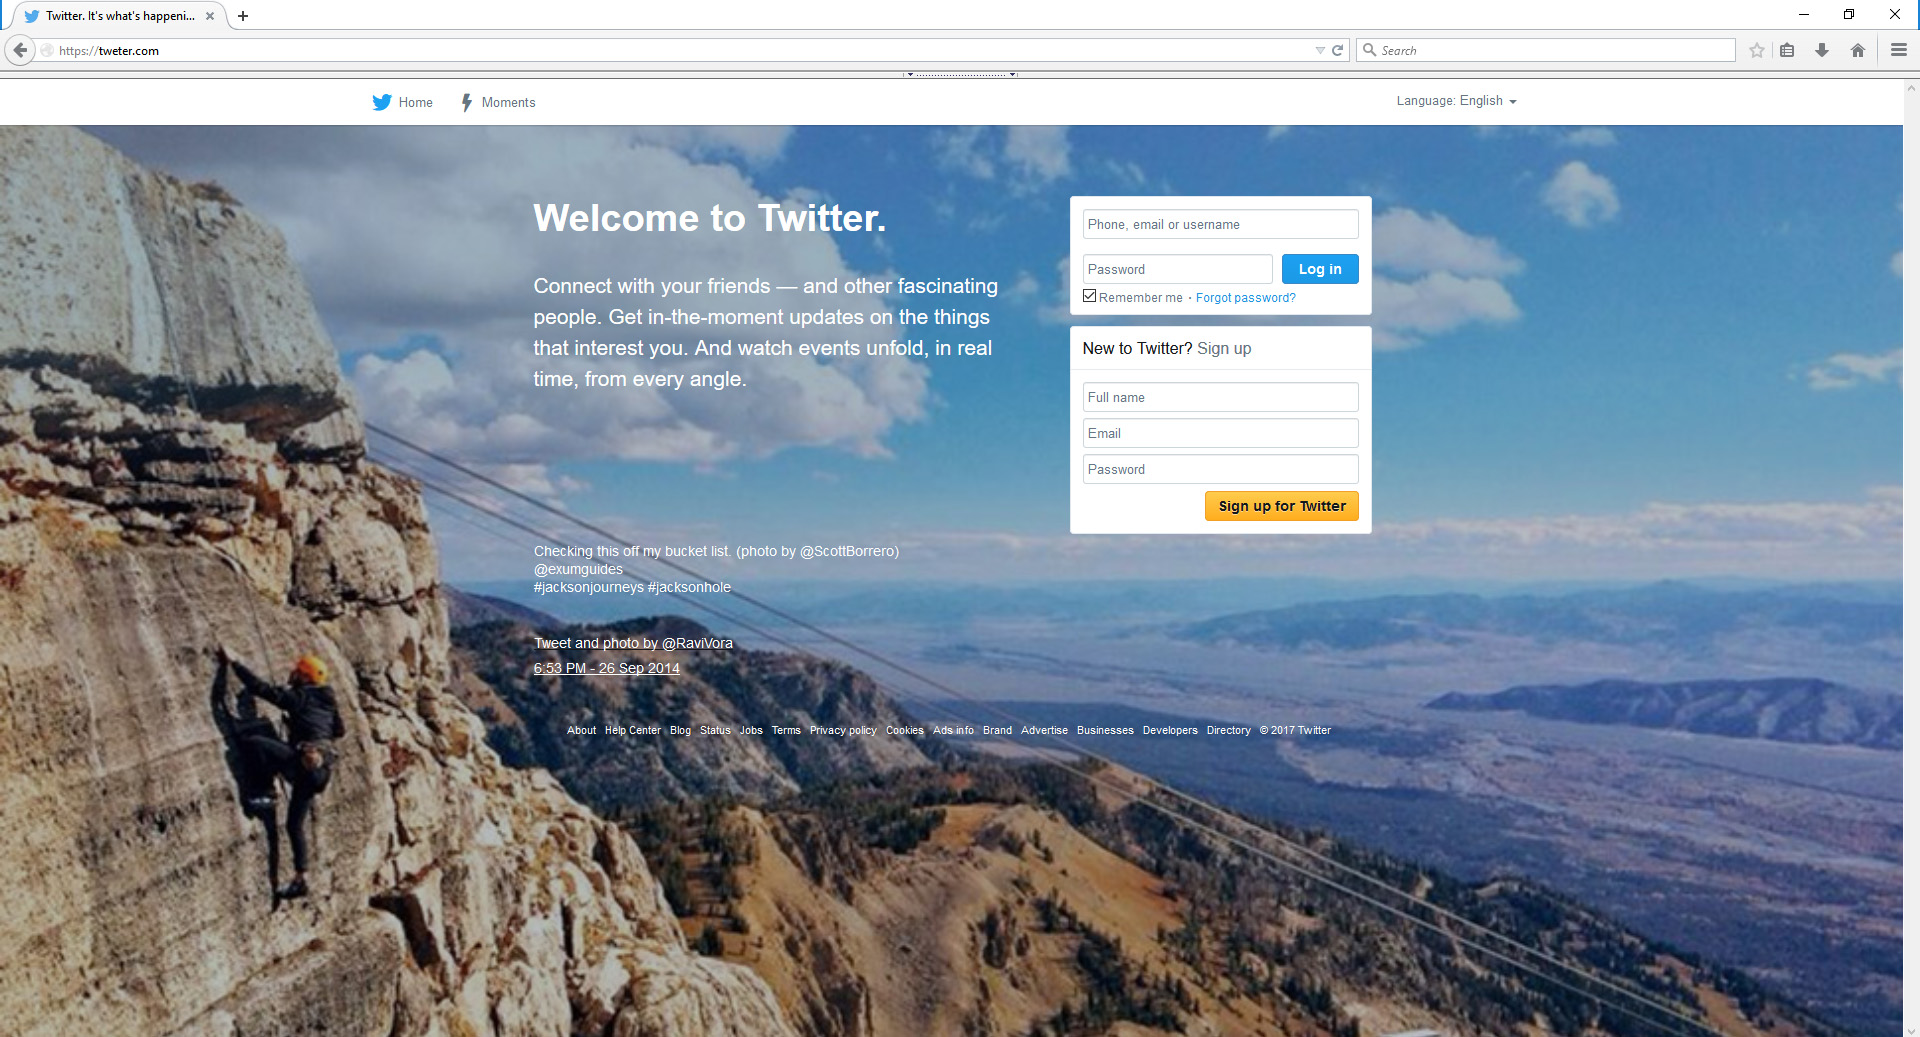 Twitter. It's what's happeni...
https://tweter.com
Search
Home
Moments
Language: English
Welcome to Twitter.
Connect with your friends — and other fascinating
people. Get in-the-moment updates on the things
that interest you. And watch events unfold, in real
time, from every angle.
Phone, email or username
Password
Log in
Remember me · Forgot password?
New to Twitter? Sign up
Full name
Email
Password
Sign up for Twitter
Checking this off my bucket list. (photo by @ScottBorrero)
@exumguides
#jacksonjourneys #jacksonhole
Tweet and photo by @RaviVora
6:53 PM - 26 Sep 2014
About Help Center Blog Status Jobs Terms Privacy policy Cookies Ads info Brand Advertise Businesses Developers Directory © 2017 Twitter